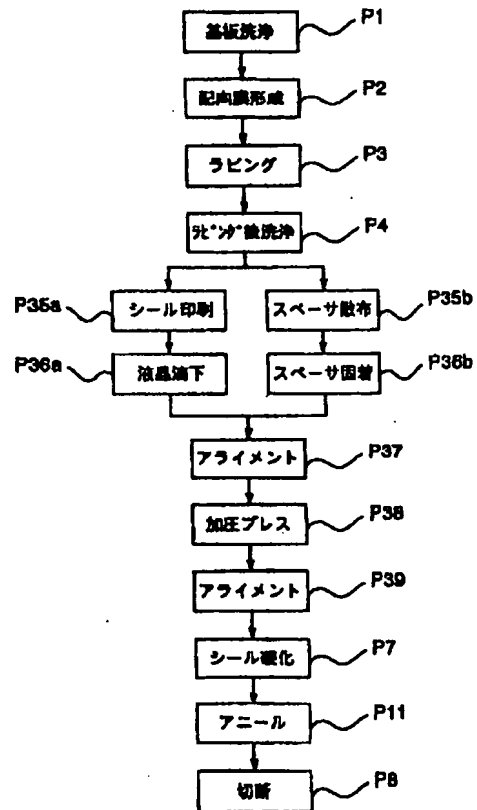 基板洗浄 P1
配向膜形成 P2
ラビング P3
ラビング後洗浄 P4
P35a シール印刷 スペーサ散布 P35b
P36a 液晶滴下 スペーサ固着 P36b
アライメント P37
加圧プレス P38
アライメント P39
シール硬化 P7
アニール P11
切断 P8